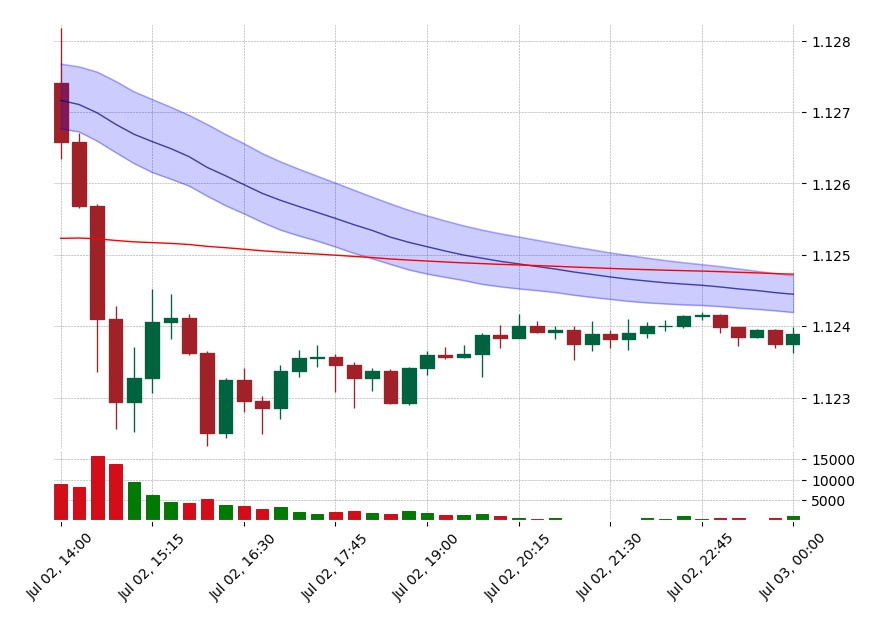 1.128
1.127
1.126
1.125
1.124
1.123
15000
10000
5000
Jul 02, 14:00
Jul 02, 15:15
Jul 02, 16:30
Jul 02, 17:45
Jul 02, 19:00
Jul 02, 20:15
Jul 02, 21:30
Jul 02, 22:45
Jul 03, 00:00